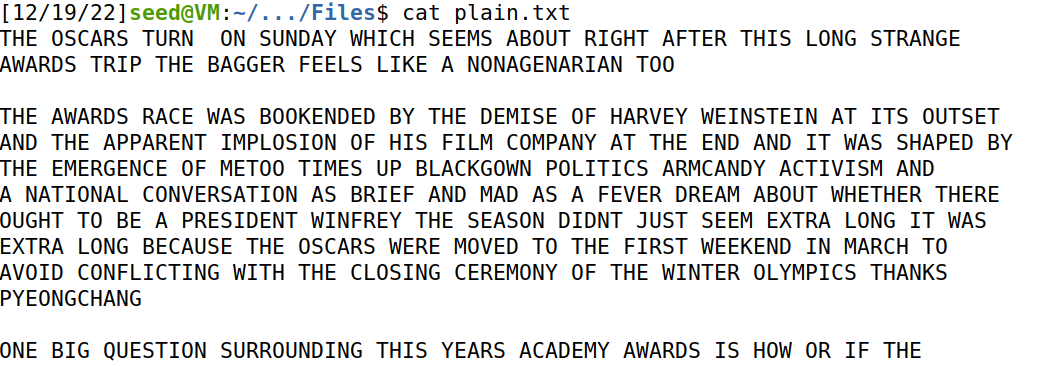 [12/19/22]seed@VM:~/.../Files$ cat plain.txt
THE OSCARS TURN  ON SUNDAY WHICH SEEMS ABOUT RIGHT AFTER THIS LONG STRANGE
AWARDS TRIP THE BAGGER FEELS LIKE A NONAGENARIAN TOO

THE AWARDS RACE WAS BOOKENDED BY THE DEMISE OF HARVEY WEINSTEIN AT ITS OUTSET
AND THE APPARENT IMPLOSION OF HIS FILM COMPANY AT THE END AND IT WAS SHAPED BY
THE EMERGENCE OF METOO TIMES UP BLACKGOWN POLITICS ARMCANDY ACTIVISM AND
A NATIONAL CONVERSATION AS BRIEF AND MAD AS A FEVER DREAM ABOUT WHETHER THERE
OUGHT TO BE A PRESIDENT WINFREY THE SEASON DIDNT JUST SEEM EXTRA LONG IT WAS
EXTRA LONG BECAUSE THE OSCARS WERE MOVED TO THE FIRST WEEKEND IN MARCH TO
AVOID CONFLICTING WITH THE CLOSING CEREMONY OF THE WINTER OLYMPICS THANKS
PYEONGCHANG

ONE BIG QUESTION SURROUNDING THIS YEARS ACADEMY AWARDS IS HOW OR IF THE